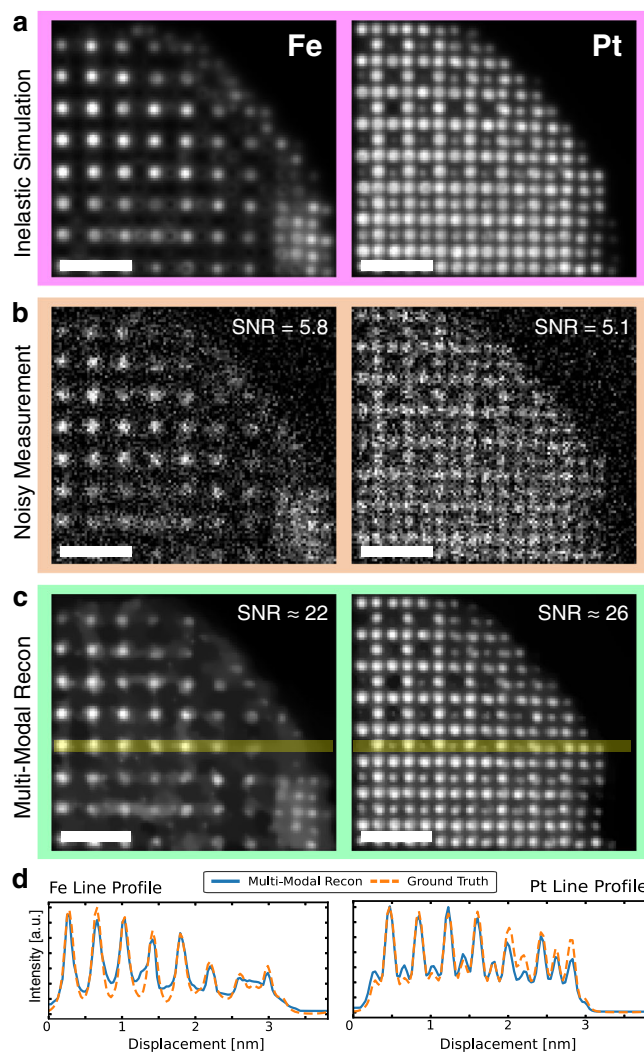 a
Fe
Pt
Inelastic Simulation
b
SNR = 5.8
SNR = 5.1
Noisy Measurement
c
SNR ≈ 22
SNR ≈ 26
Multi-Modal Recon
d
Fe Line Profile
Multi-Modal Recon
Ground Truth
Pt Line Profile
Intensity [a.u.]
0 1 2 3
0 1 2 3
Displacement [nm]
Displacement [nm]